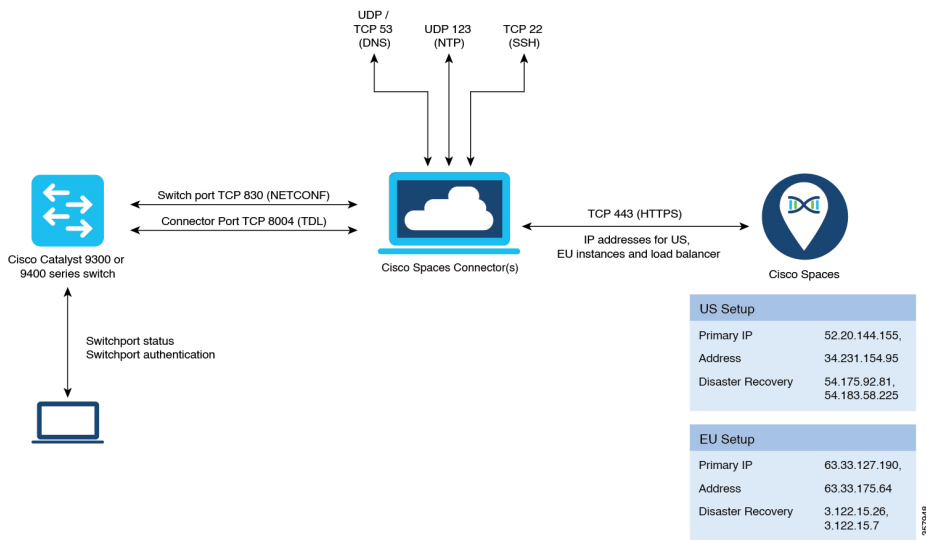 UDP /
TCP 53
(DNS)
UDP 123
(NTP)
TCP 22
(SSH)
Switch port TCP 830 (NETCONF)
Connector Port TCP 8004 (TDL)
TCP 443 (HTTPS)
IP addresses for US,
EU instances and load balancer
Cisco Catalyst 9300 or
9400 series switch
Cisco Spaces Connector(s)
Cisco Spaces
Switchport status
Switchport authentication
US Setup
Primary IP 52.20.144.155,
Address 34.231.154.95
Disaster Recovery 54.175.92.81,
54.183.58.225
EU Setup
Primary IP 63.33.127.190,
Address 63.33.175.64
Disaster Recovery 3.122.15.26,
3.122.15.7
357948